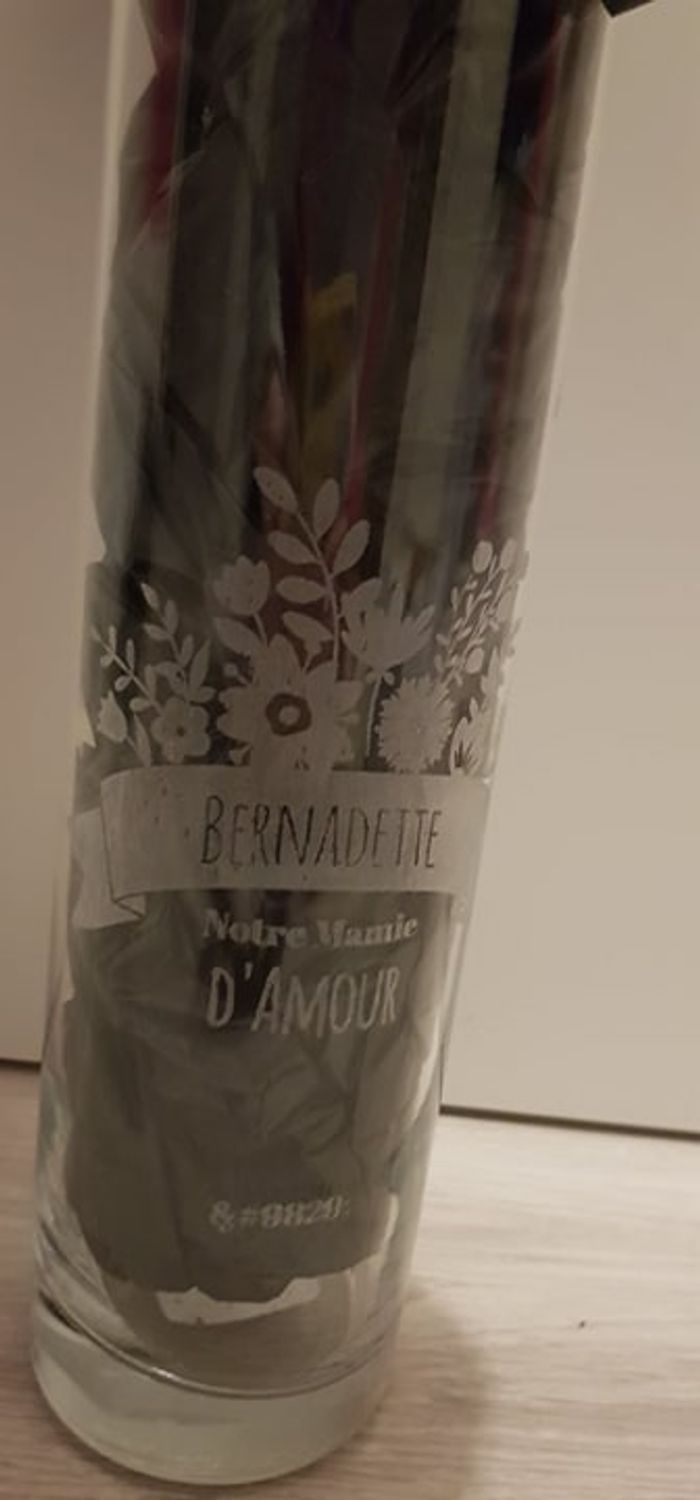 BERNADETTE
Notre Mamie
D'AMOUR
&#9829;